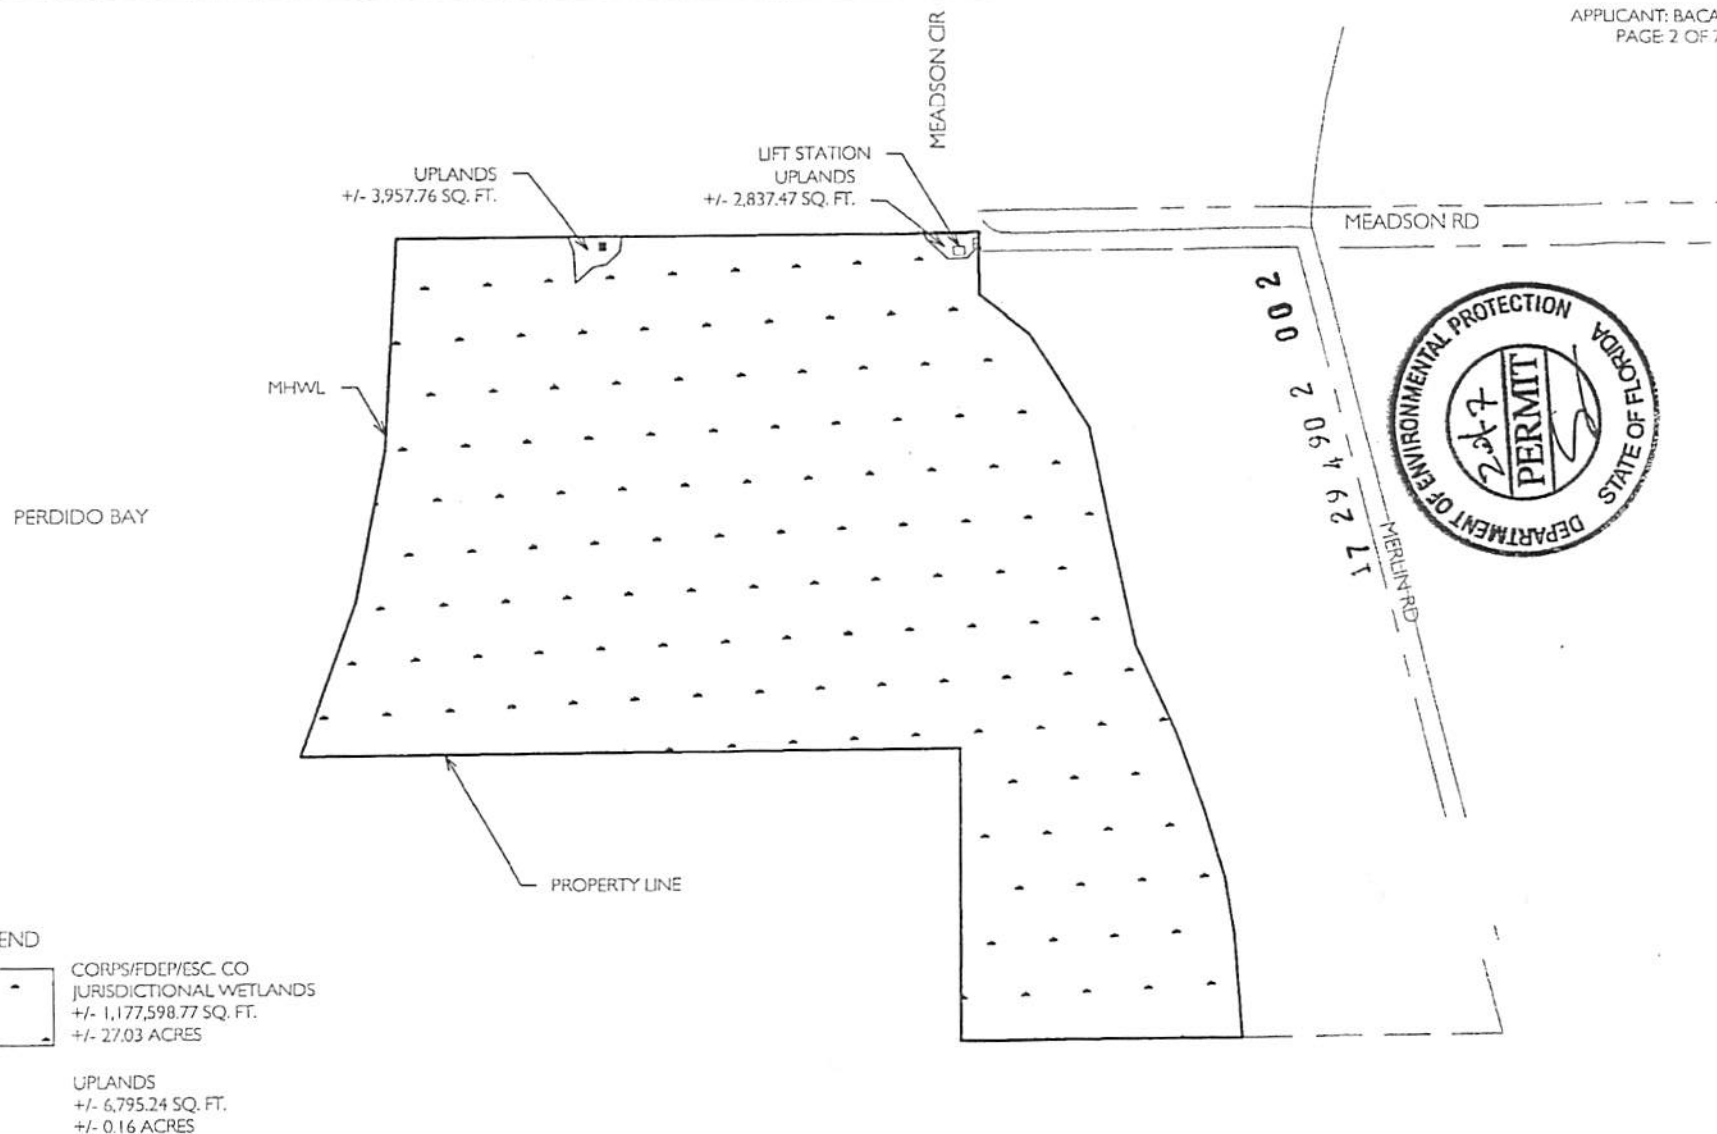 APPLICANT: BACA
PAGE: 2 OF 7
MEADSON CIR
LIFT STATION
UPLANDS
+/- 2,837.47 SQ. FT.
UPLANDS
+/- 3,957.76 SQ. FT.
MEADSON RD
MHWL
PERDIDO BAY
17 29 490 2 002
MERLIN RD
DEPARTMENT OF ENVIRONMENTAL PROTECTION
STATE OF FLORIDA
PERMIT
PROPERTY LINE
END
CORPS/FDEP/ESC. CO
JURISDICTIONAL WETLANDS
+/- 1,177,598.77 SQ. FT.
+/- 27.03 ACRES
UPLANDS
+/- 6,795.24 SQ. FT.
+/- 0.16 ACRES